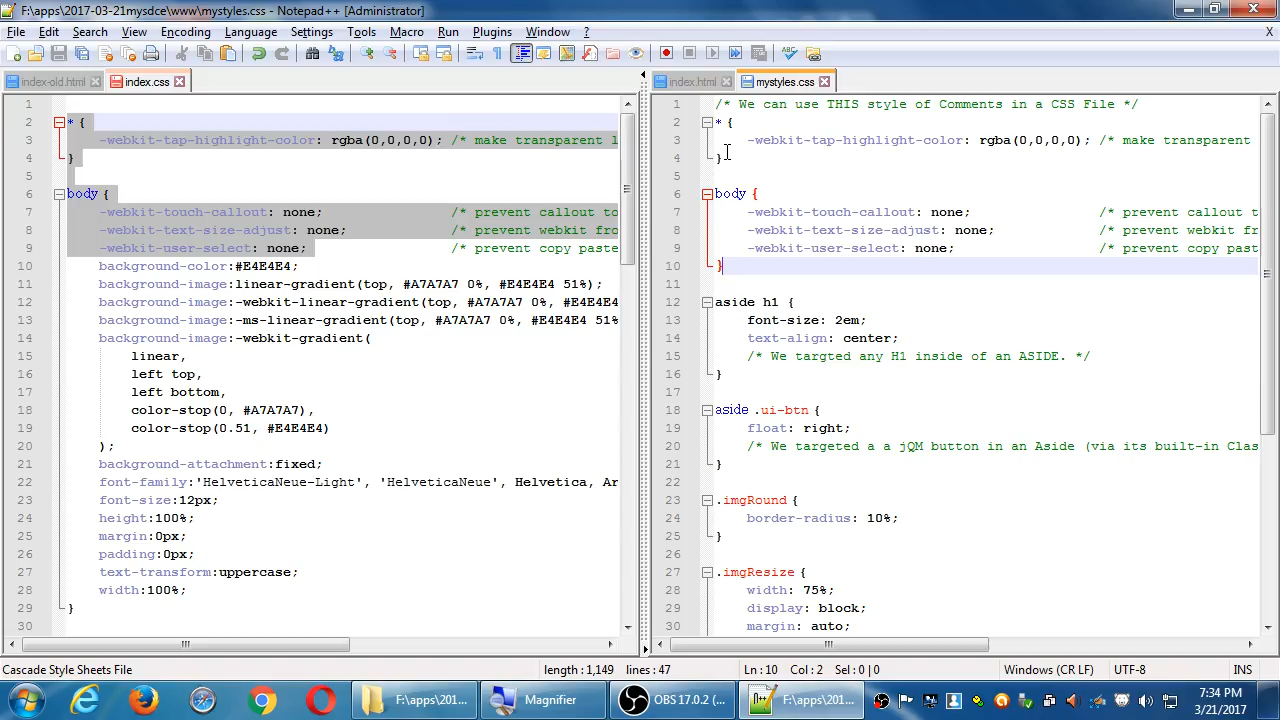 F:\apps\2017-03-21mysdce\www\mystyles.css - Notepad++ [Administrator]
File Edit Search View Encoding Language Settings Tools Macro Run Plugins Window ? X
index-old.html index.css
1
2 * {
3 -webkit-tap-highlight-color: rgba(0,0,0,0); /* make transparent l
4 }
5
6 body {
7 -webkit-touch-callout: none; /* prevent callout to
8 -webkit-text-size-adjust: none; /* prevent webkit fro
9 -webkit-user-select: none; /* prevent copy paste
10 background-color:#E4E4E4;
11 background-image:linear-gradient(top, #A7A7A7 0%, #E4E4E4 51%);
12 background-image:-webkit-linear-gradient(top, #A7A7A7 0%, #E4E4E4
13 background-image:-ms-linear-gradient(top, #A7A7A7 0%, #E4E4E4 51%
14 background-image:-webkit-gradient(
15 linear,
16 left top,
17 left bottom,
18 color-stop(0, #A7A7A7),
19 color-stop(0.51, #E4E4E4)
20 );
21 background-attachment:fixed;
22 font-family:'HelveticaNeue-Light', 'HelveticaNeue', Helvetica, Ar
23 font-size:12px;
24 height:100%;
25 margin:0px;
26 padding:0px;
27 text-transform:uppercase;
28 width:100%;
29 }
30
index.html mystyles.css
1 /* We can use THIS style of Comments in a CSS File */
2 * {
3 -webkit-tap-highlight-color: rgba(0,0,0,0); /* make transparent
4 }
5
6 body {
7 -webkit-touch-callout: none; /* prevent callout t
8 -webkit-text-size-adjust: none; /* prevent webkit fr
9 -webkit-user-select: none; /* prevent copy past
10 }
11
12 aside h1 {
13 font-size: 2em;
14 text-align: center;
15 /* We targted any H1 inside of an ASIDE. */
16 }
17
18 aside .ui-btn {
19 float: right;
20 /* We targeted a a jQM button in an Aside (via its built-in Clas
21 }
22
23 .imgRound {
24 border-radius: 10%;
25 }
26
27 .imgResize {
28 width: 75%;
29 display: block;
30 margin: auto;
Cascade Style Sheets File length : 1,149 lines : 47 Ln : 10 Col : 2 Sel : 0 | 0 Windows (CR LF) UTF-8 INS
F:\apps\201... Magnifier OBS 17.0.2 (... F:\apps\201... 7:34 PM
3/21/2017